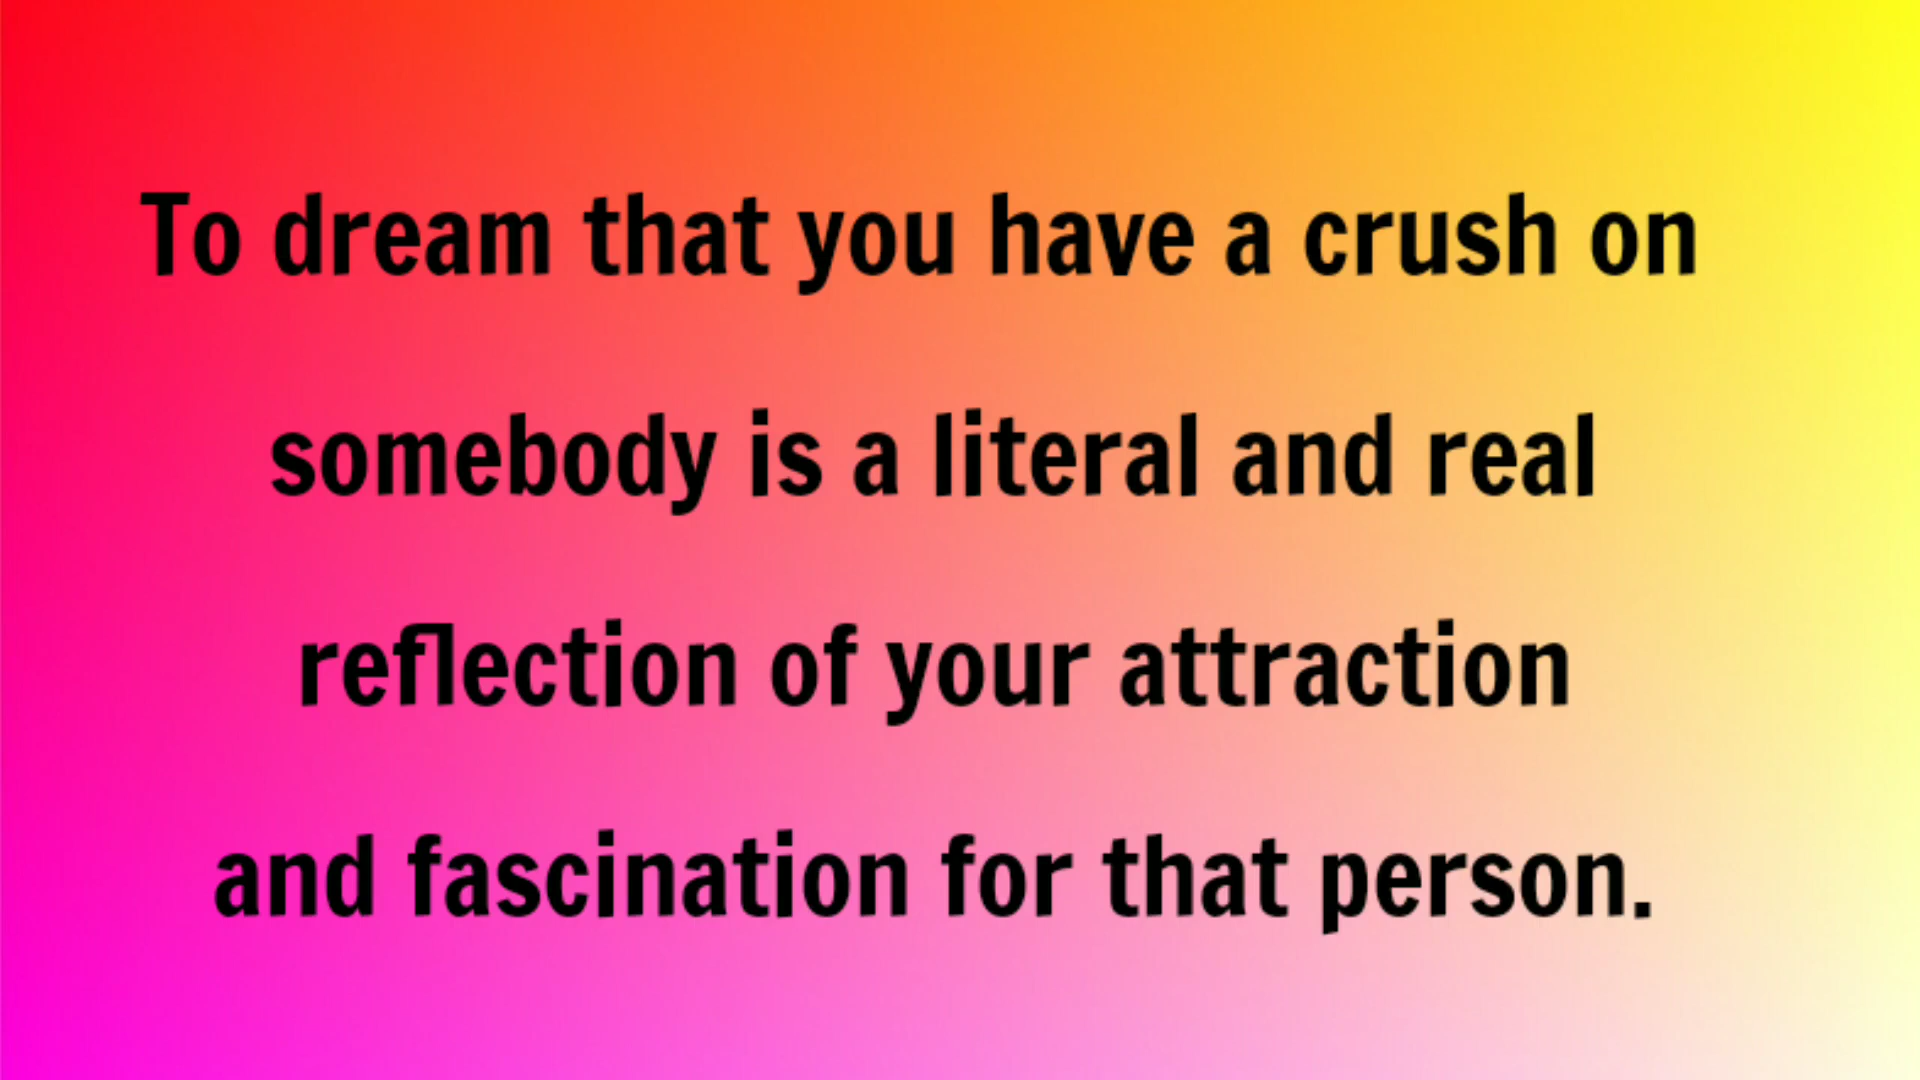 To dream that you have a crush on
somebody is a literal and real
reflection of your attraction
and fascination for that person.